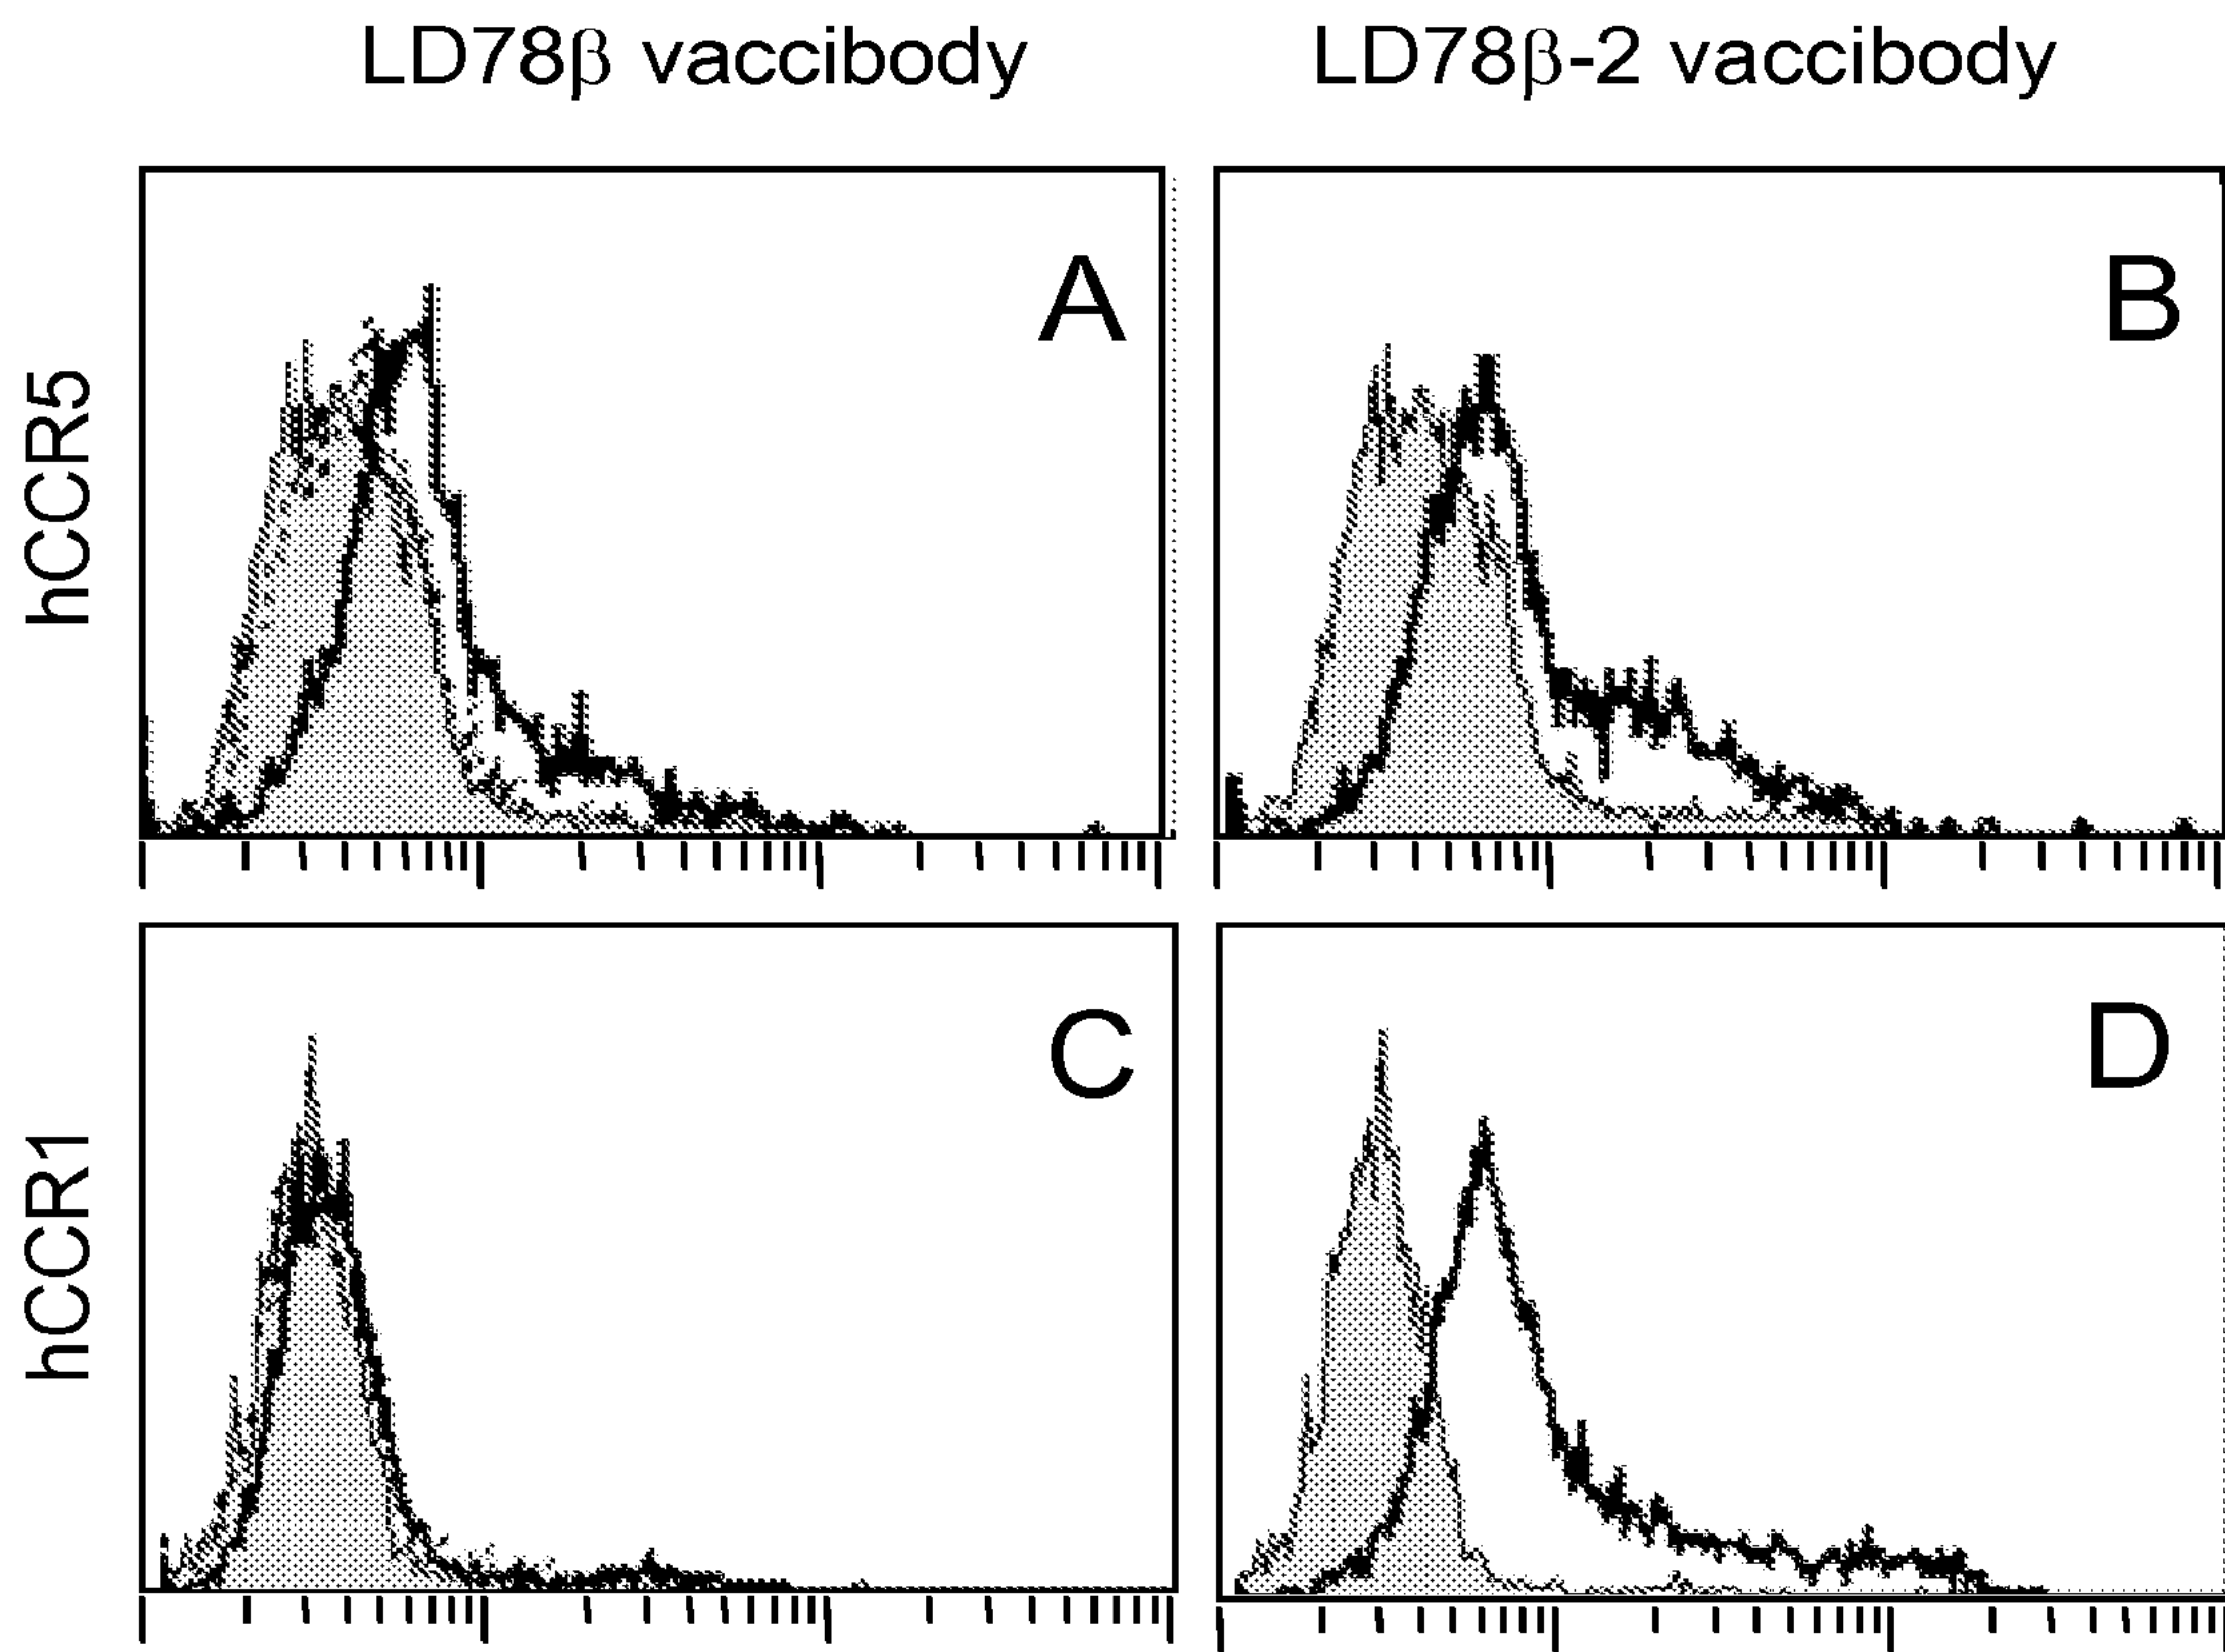 LD78β vaccibody
LD78β-2 vaccibody
hCCR5
A
B
hCCR1
C
D